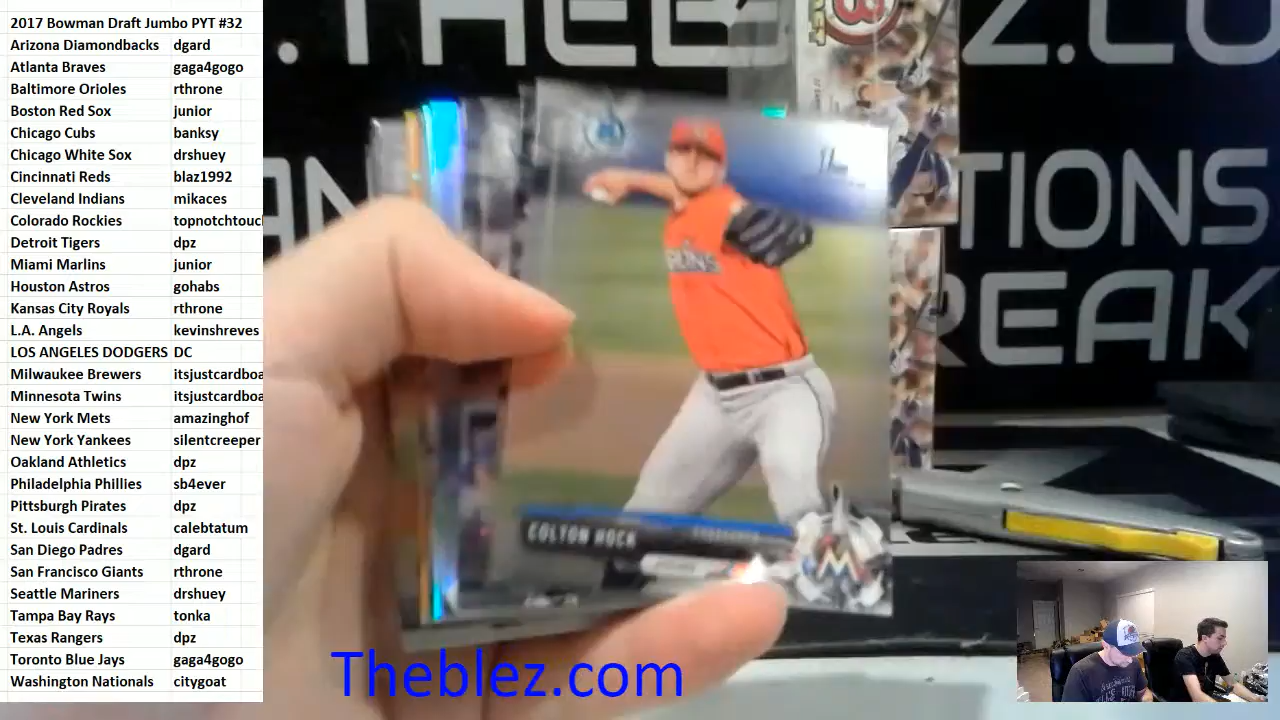 2017 Bowman Draft Jumbo PYT #32
Arizona Diamondbacks dgard
Atlanta Braves gaga4gogo
Baltimore Orioles rthrone
Boston Red Sox junior
Chicago Cubs banksy
Chicago White Sox drshuey
Cincinnati Reds blaz1992
Cleveland Indians mikaces
Colorado Rockies topnotchtouc
Detroit Tigers dpz
Miami Marlins junior
Houston Astros gohabs
Kansas City Royals rthrone
L.A. Angels kevinshreves
LOS ANGELES DODGERS DC
Milwaukee Brewers itsjustcardboa
Minnesota Twins itsjustcardboa
New York Mets amazinghof
New York Yankees silentcreeper
Oakland Athletics dpz
Philadelphia Phillies sb4ever
Pittsburgh Pirates dpz
St. Louis Cardinals calebtatum
San Diego Padres dgard
San Francisco Giants rthrone
Seattle Mariners drshuey
Tampa Bay Rays tonka
Texas Rangers dpz
Toronto Blue Jays gaga4gogo
Washington Nationals citygoat
.THEB Z.CO
AN TIONS
REAK
COLTON HOCK
Theblez.com